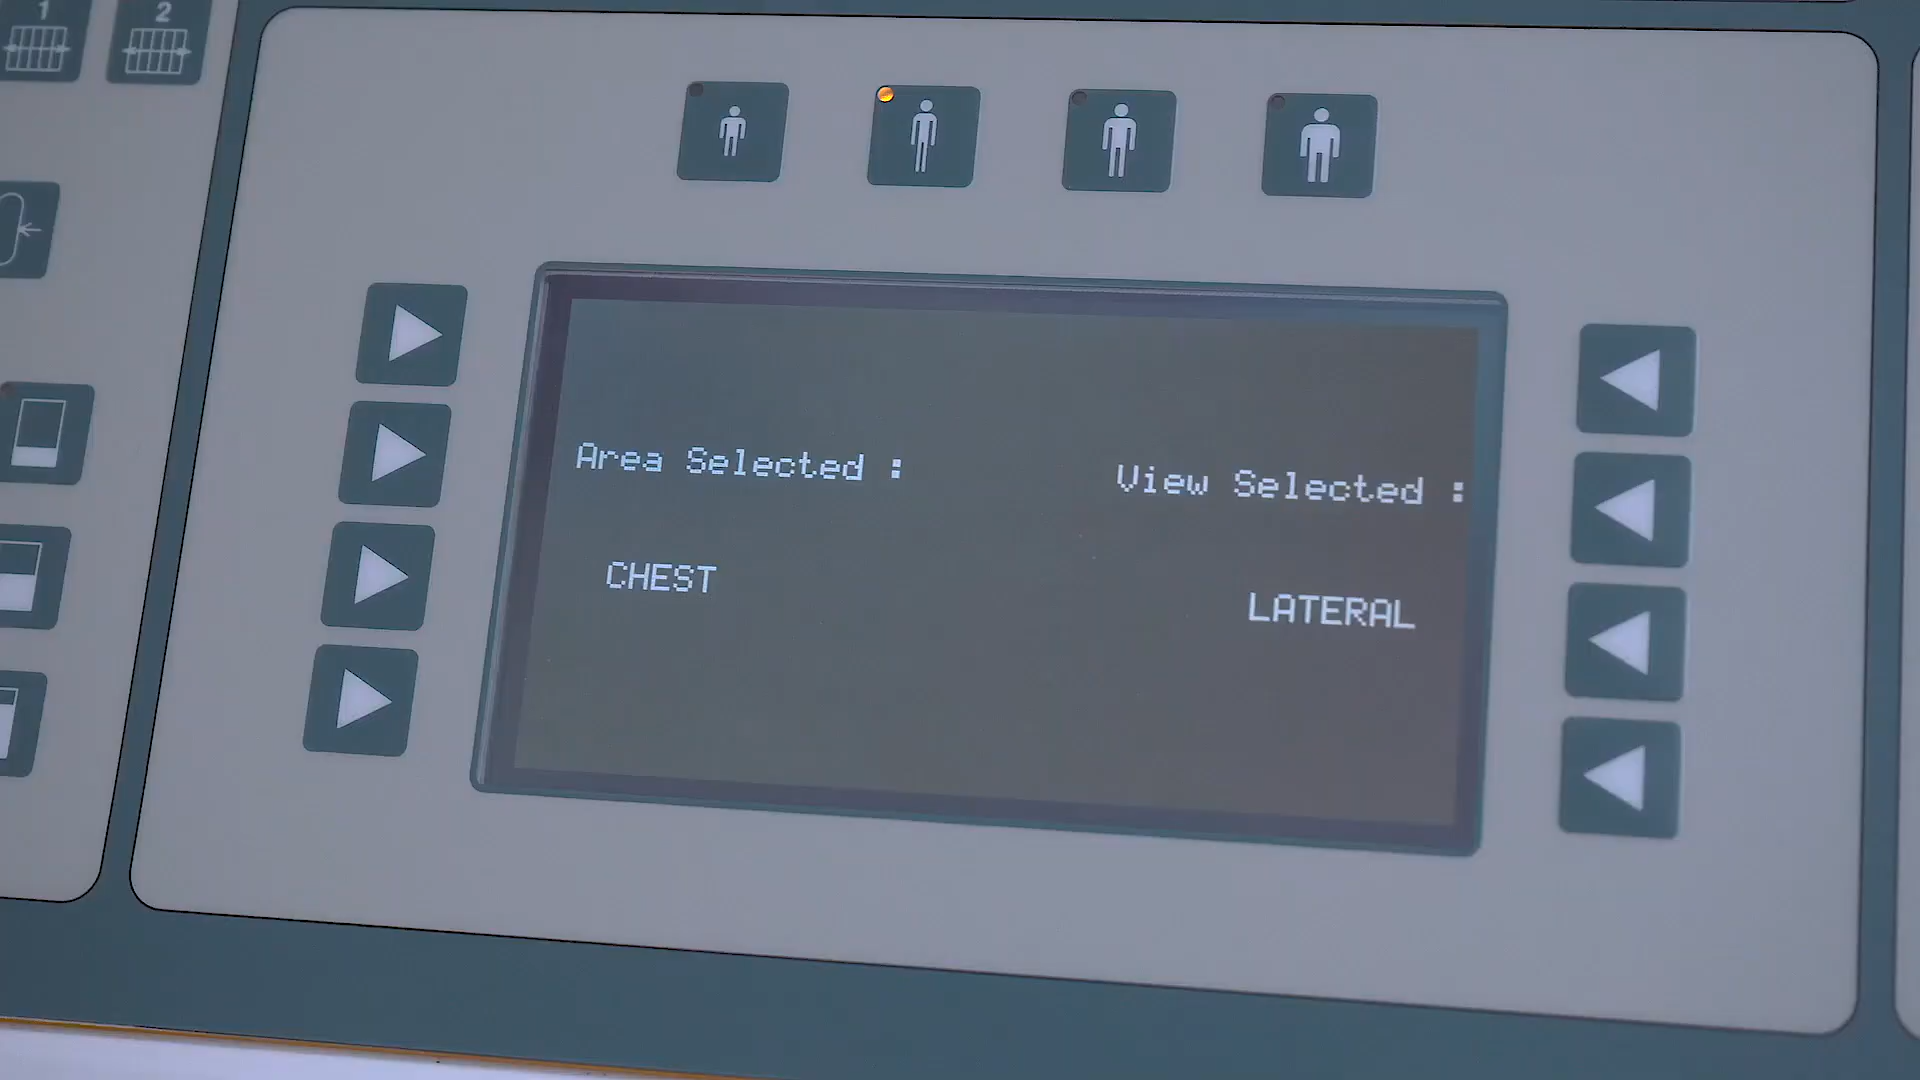 1 2
Area Selected :
View Selected :
CHEST
LATERAL